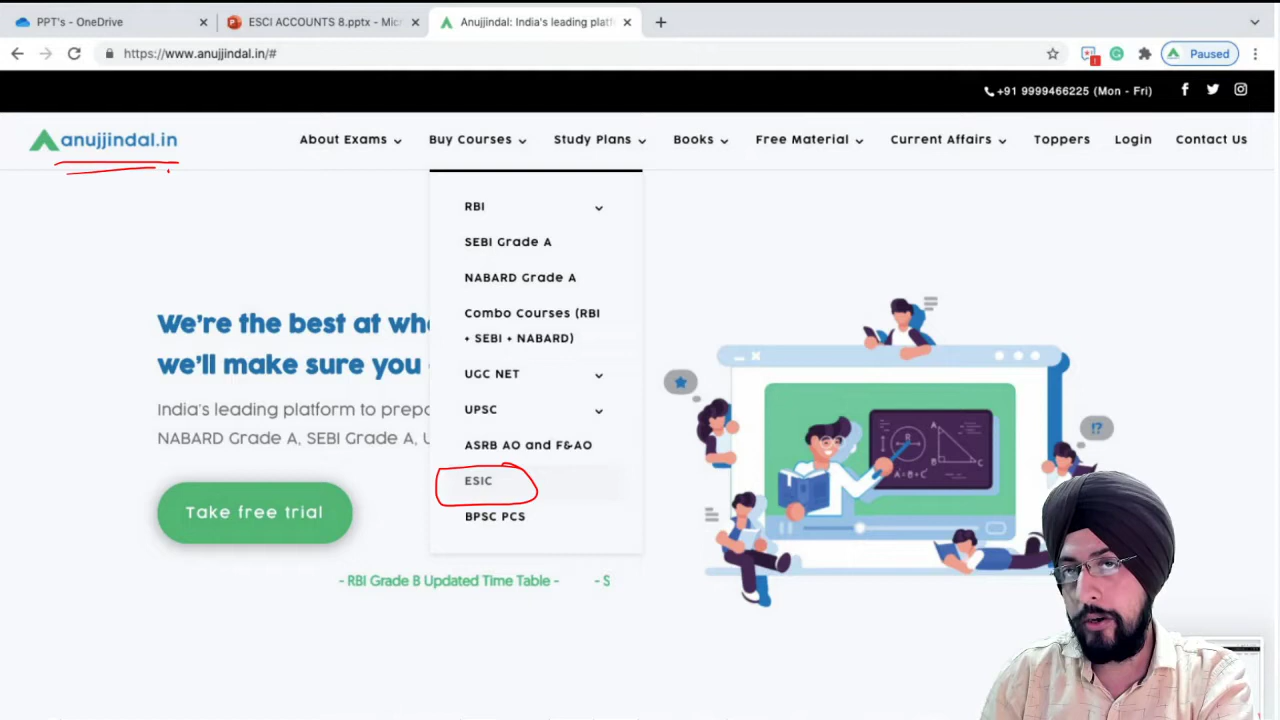 PPT's - OneDrive
ESCI ACCOUNTS 8.pptx - Mic
Anujjindal: India's leading platf
https://www.anujjindal.in/#
Paused
+91 9999466225 (Mon - Fri)
anujjindal.in
About Exams
Buy Courses
Study Plans
Books
Free Material
Current Affairs
Toppers
Login
Contact Us
RBI
SEBI Grade A
NABARD Grade A
Combo Courses (RBI
+ SEBI + NABARD)
UGC NET
UPSC
ASRB AO and F&AO
ESIC
BPSC PCS
We're the best at wh
we'll make sure you
India's leading platform to prep
NABARD Grade A, SEBI Grade A, U
Take free trial
- RBI Grade B Updated Time Table -
- S
!?
A
B
C